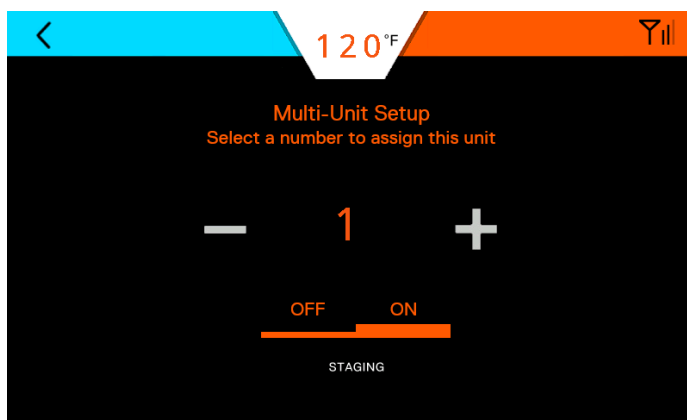 120°F
Multi-Unit Setup
Select a number to assign this unit
1
OFF ON
STAGING